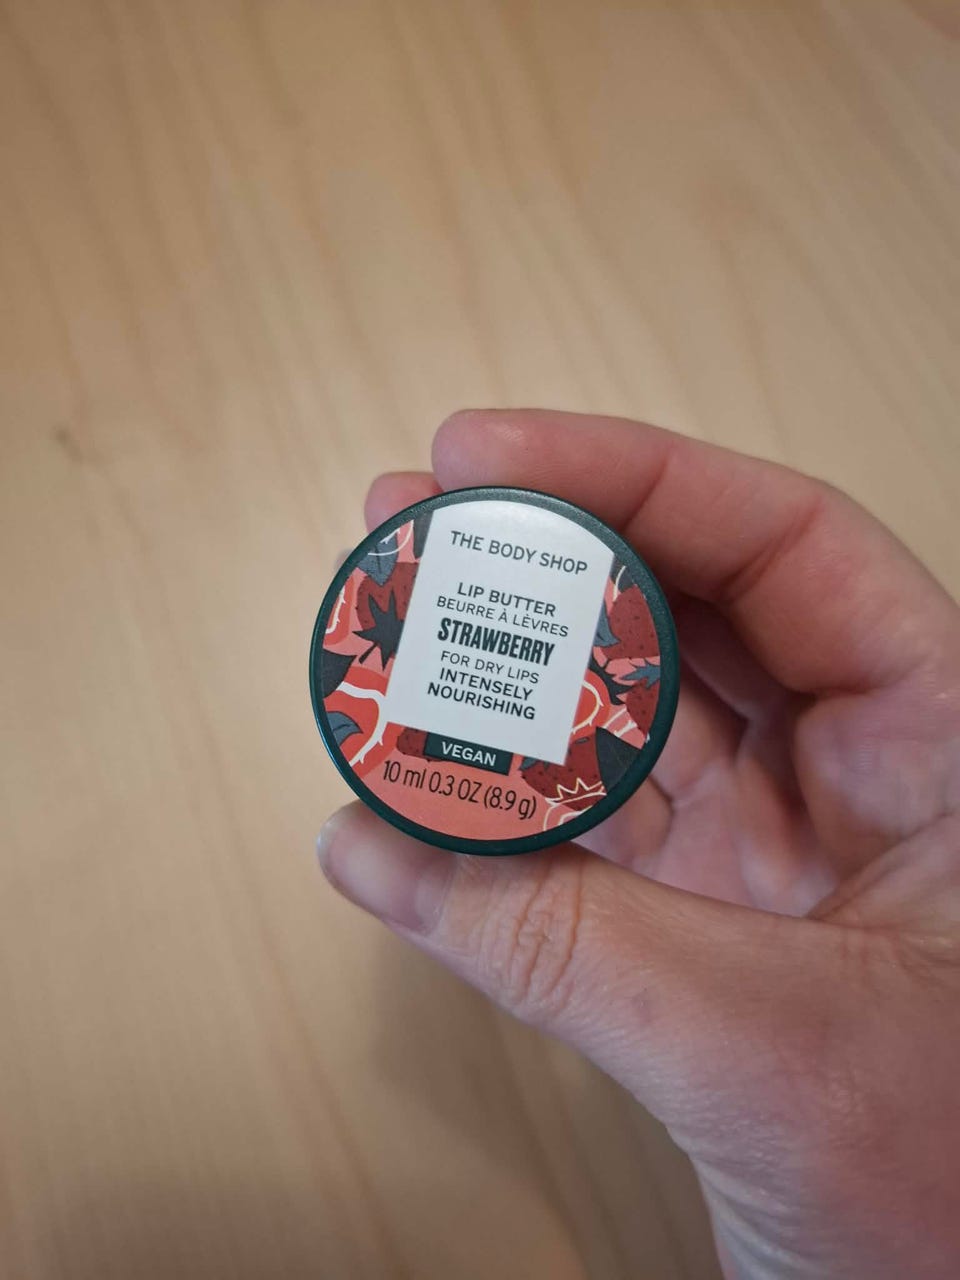 THE BODY SHOP
LIP BUTTER
BEURRE À LÈVRES
STRAWBERRY
FOR DRY LIPS
INTENSELY
NOURISHING
VEGAN
10 ml 0.3 OZ (8.9 g)